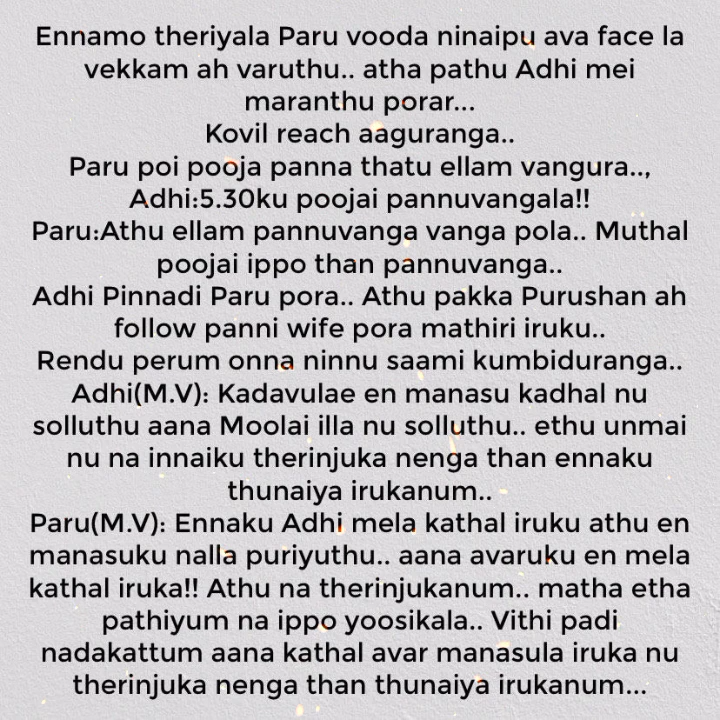 Ennamo theriyala Paru vooda ninaipu ava face la
vekkam ah varuthu.. atha pathu Adhi mei
maranthu porar...
Kovil reach aaguranga..
Paru poi pooja panna thatu ellam vangura..,
Adhi:5.30ku poojai pannuvangala!!
Paru:Athu ellam pannuvanga vanga pola.. Muthal
poojai ippo than pannuvanga..
Adhi Pinnadi Paru pora.. Athu pakka Purushan ah
follow panni wife pora mathiri iruku..
Rendu perum onna ninnu saami kumbiduranga..
Adhi(M.V): Kadavulae en manasu kadhal nu
solluthu aana Moolai illa nu solluthu.. ethu unmai
nu na innaiku therinjuka nenga than ennaku
thunaiya irukanum..
Paru(M.V): Ennaku Adhi mela kathal iruku athu en
manasuku nalla puriyuthu.. aana avaruku en mela
kathal iruka!! Athu na therinjukanum.. matha etha
pathiyum na ippo yoosikala.. Vithi padi
nadakattum aana kathal avar manasula iruka nu
therinjuka nenga than thunaiya irukanum...